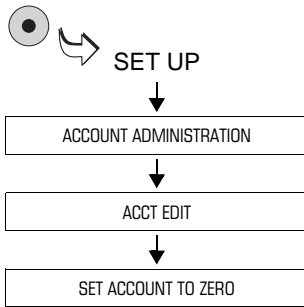 SET UP
ACCOUNT ADMINISTRATION
ACCT EDIT
SET ACCOUNT TO ZERO